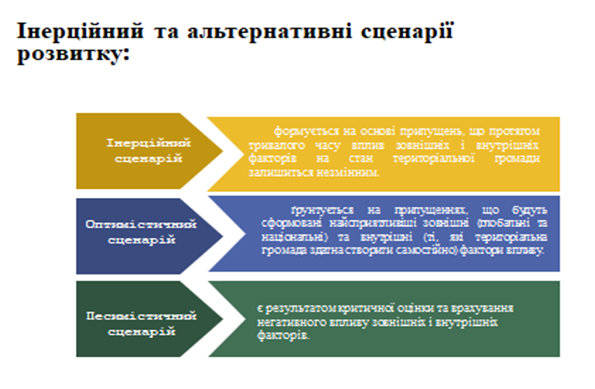 Інерційний та альтернативні сценарії
розвитку:
Інерційний
сценарій
формується на основі припущень, що протягом
тривалого часу вплив зовнішніх і внутрішніх
факторів на стан територіальної громади
залишиться незмінним.
Оптимістичний
сценарій
ґрунтується на припущеннях, що будуть
сформовані найсприятливіші зовнішні (глобальні та
національні) та внутрішні (ті, які територіальна
громада здатна створити самостійно) фактори впливу.
Песимістичний
сценарій
є результатом критичної оцінки та врахування
негативного впливу зовнішніх і внутрішніх
факторів.